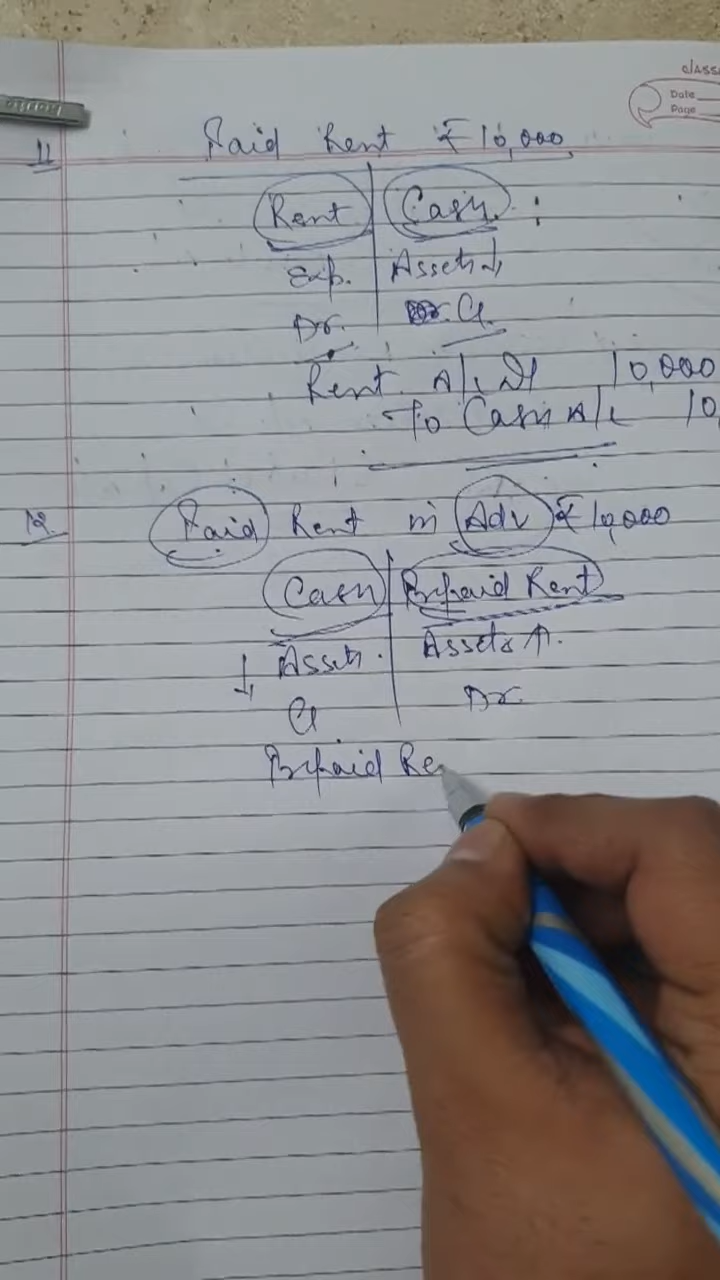 CLASS
Date
Page
11 Paid Rent ₹10,000
Rent Cash :
Exp. Assets ↓
Dr. Cr.
Rent A/c Dr 10,000
To Cash A/c 10,
12. Paid Rent in Adv ₹10,000
Cash Prepaid Rent
↓ Assets. Assets ↑.
Cr Dr.
Prepaid Re